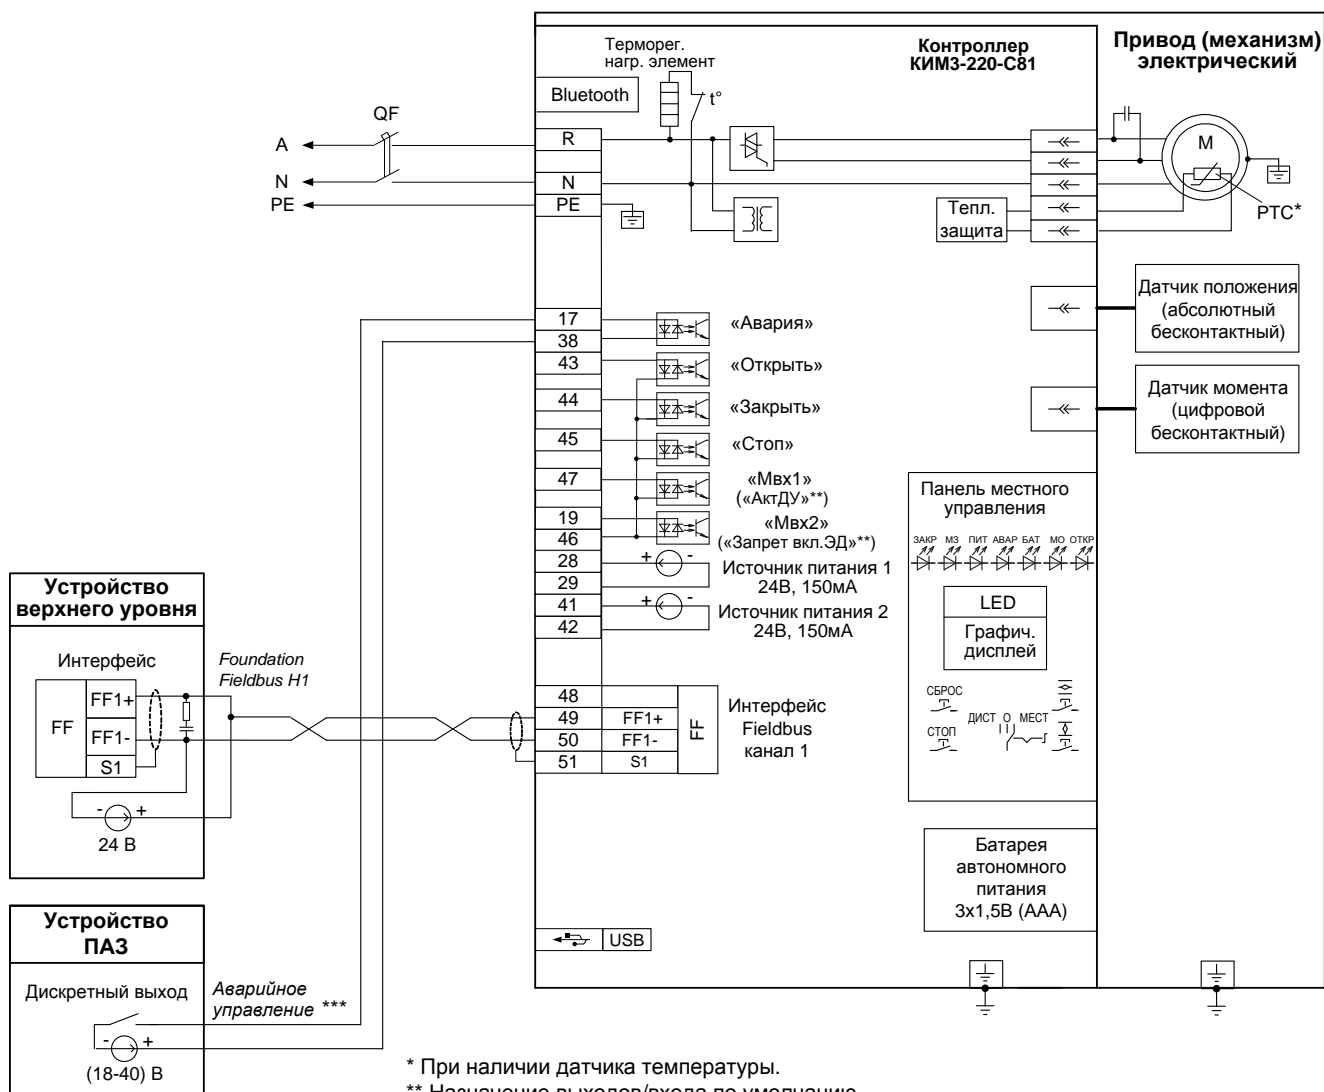 Терморег.
нагр. элемент
Контроллер
КИМ3-220-С81
Привод (механизм)
электрический
Bluetooth
t°
QF
A
R
N
N
PE
PE
M
PTC*
Тепл.
защита
Датчик положения
(абсолютный
бесконтактный)
17
«Авария»
38
43
«Открыть»
44
«Закрыть»
Датчик момента
(цифровой
бесконтактный)
45
«Стоп»
47
«Мвх1»
(«АктДУ»**)
19
«Мвх2»
46
(«Запрет вкл.ЭД»**)
28
+ -
Источник питания 1
29
24В, 150мА
41
+ -
Источник питания 2
42
24В, 150мА
Панель местного
управления
ЗАКР МЗ ПИТ АВАР БАТ МО ОТКР
LED
Графич.
дисплей
СБРОС
ДИСТ О МЕСТ
СТОП
Устройство
верхнего уровня
Интерфейс
FF
FF1+
FF1-
S1
- +
24 В
Foundation
Fieldbus H1
48
49 FF1+
50 FF1-
51 S1
FF
Интерфейс
Fieldbus
канал 1
Батарея
автономного
питания
3х1,5В (ААА)
USB
Устройство
ПАЗ
Дискретный выход
- +
(18-40) В
Аварийное
управление ***
* При наличии датчика температуры.
** Назначение выходов/входа по умолчанию